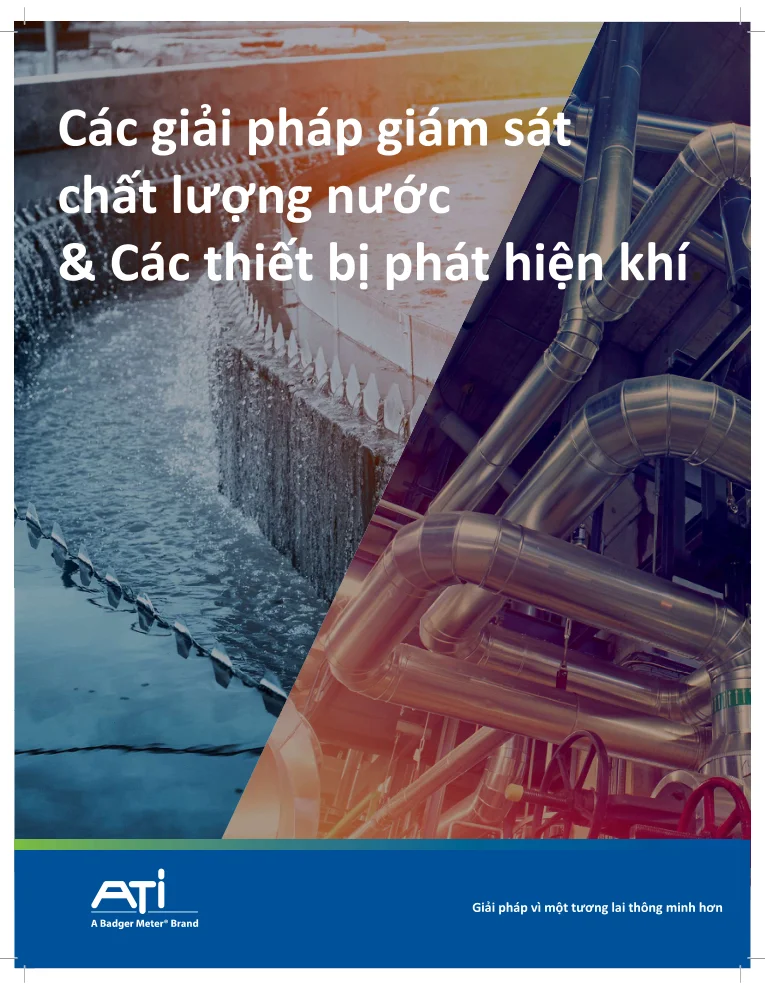 Các giải pháp giám sát
chất lượng nước
& Các thiết bị phát hiện khí
ATi
A Badger Meter® Brand
Giải pháp vì một tương lai thông minh hơn